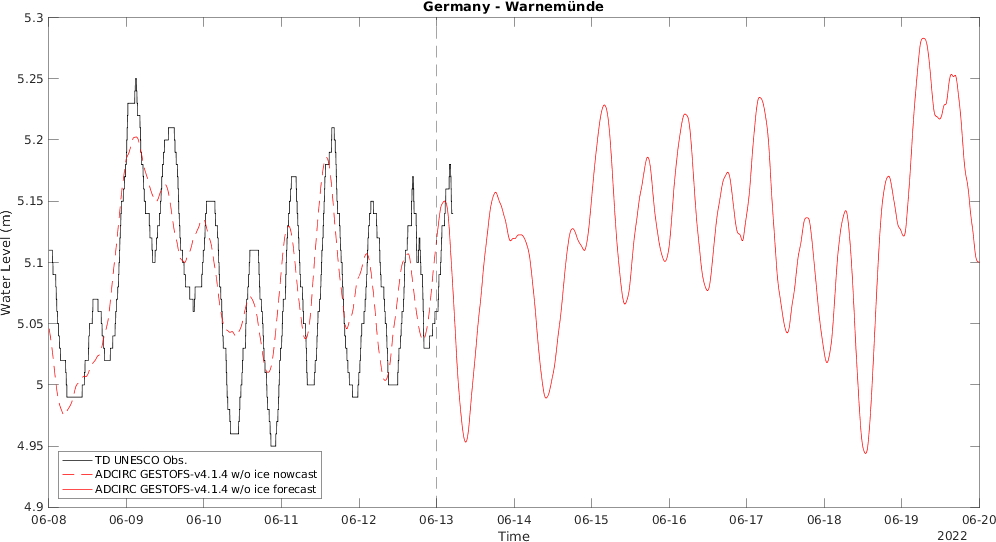 Germany - Warnemünde
5.3
5.25
5.2
5.15
5.1
5.05
5
4.95
4.9
Water Level (m)
TD UNESCO Obs.
ADCIRC GESTOFS-v4.1.4 w/o ice nowcast
ADCIRC GESTOFS-v4.1.4 w/o ice forecast
06-08 06-09 06-10 06-11 06-12 06-13 06-14 06-15 06-16 06-17 06-18 06-19 06-20
Time
2022